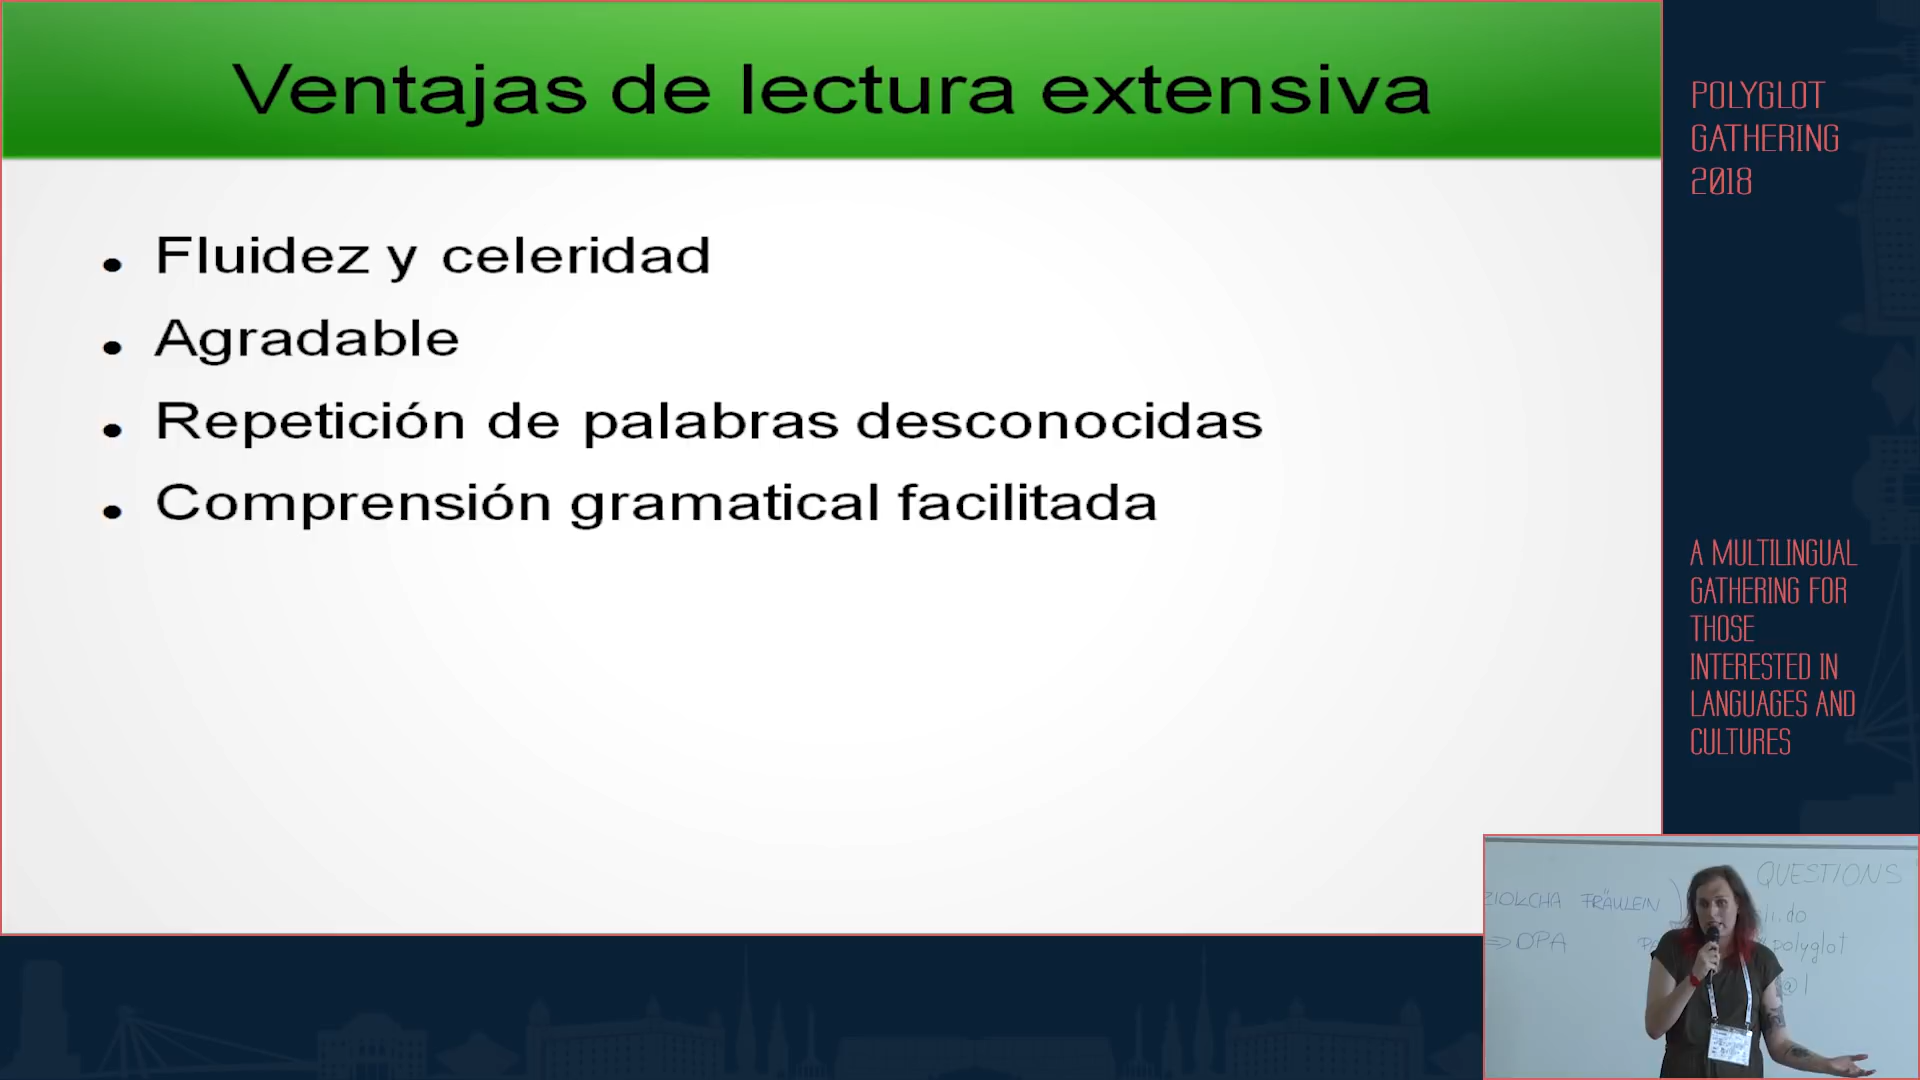 Ventajas de lectura extensiva
Fluidez y celeridad
Agradable
Repetición de palabras desconocidas
Comprensión gramatical facilitada
POLYGLOT
GATHERING
2018
A MULTILINGUAL
GATHERING FOR
THOSE
INTERESTED IN
LANGUAGES AND
CULTURES
QUESTIONS
FRÄULEIN
⇒ DPA
polyglot